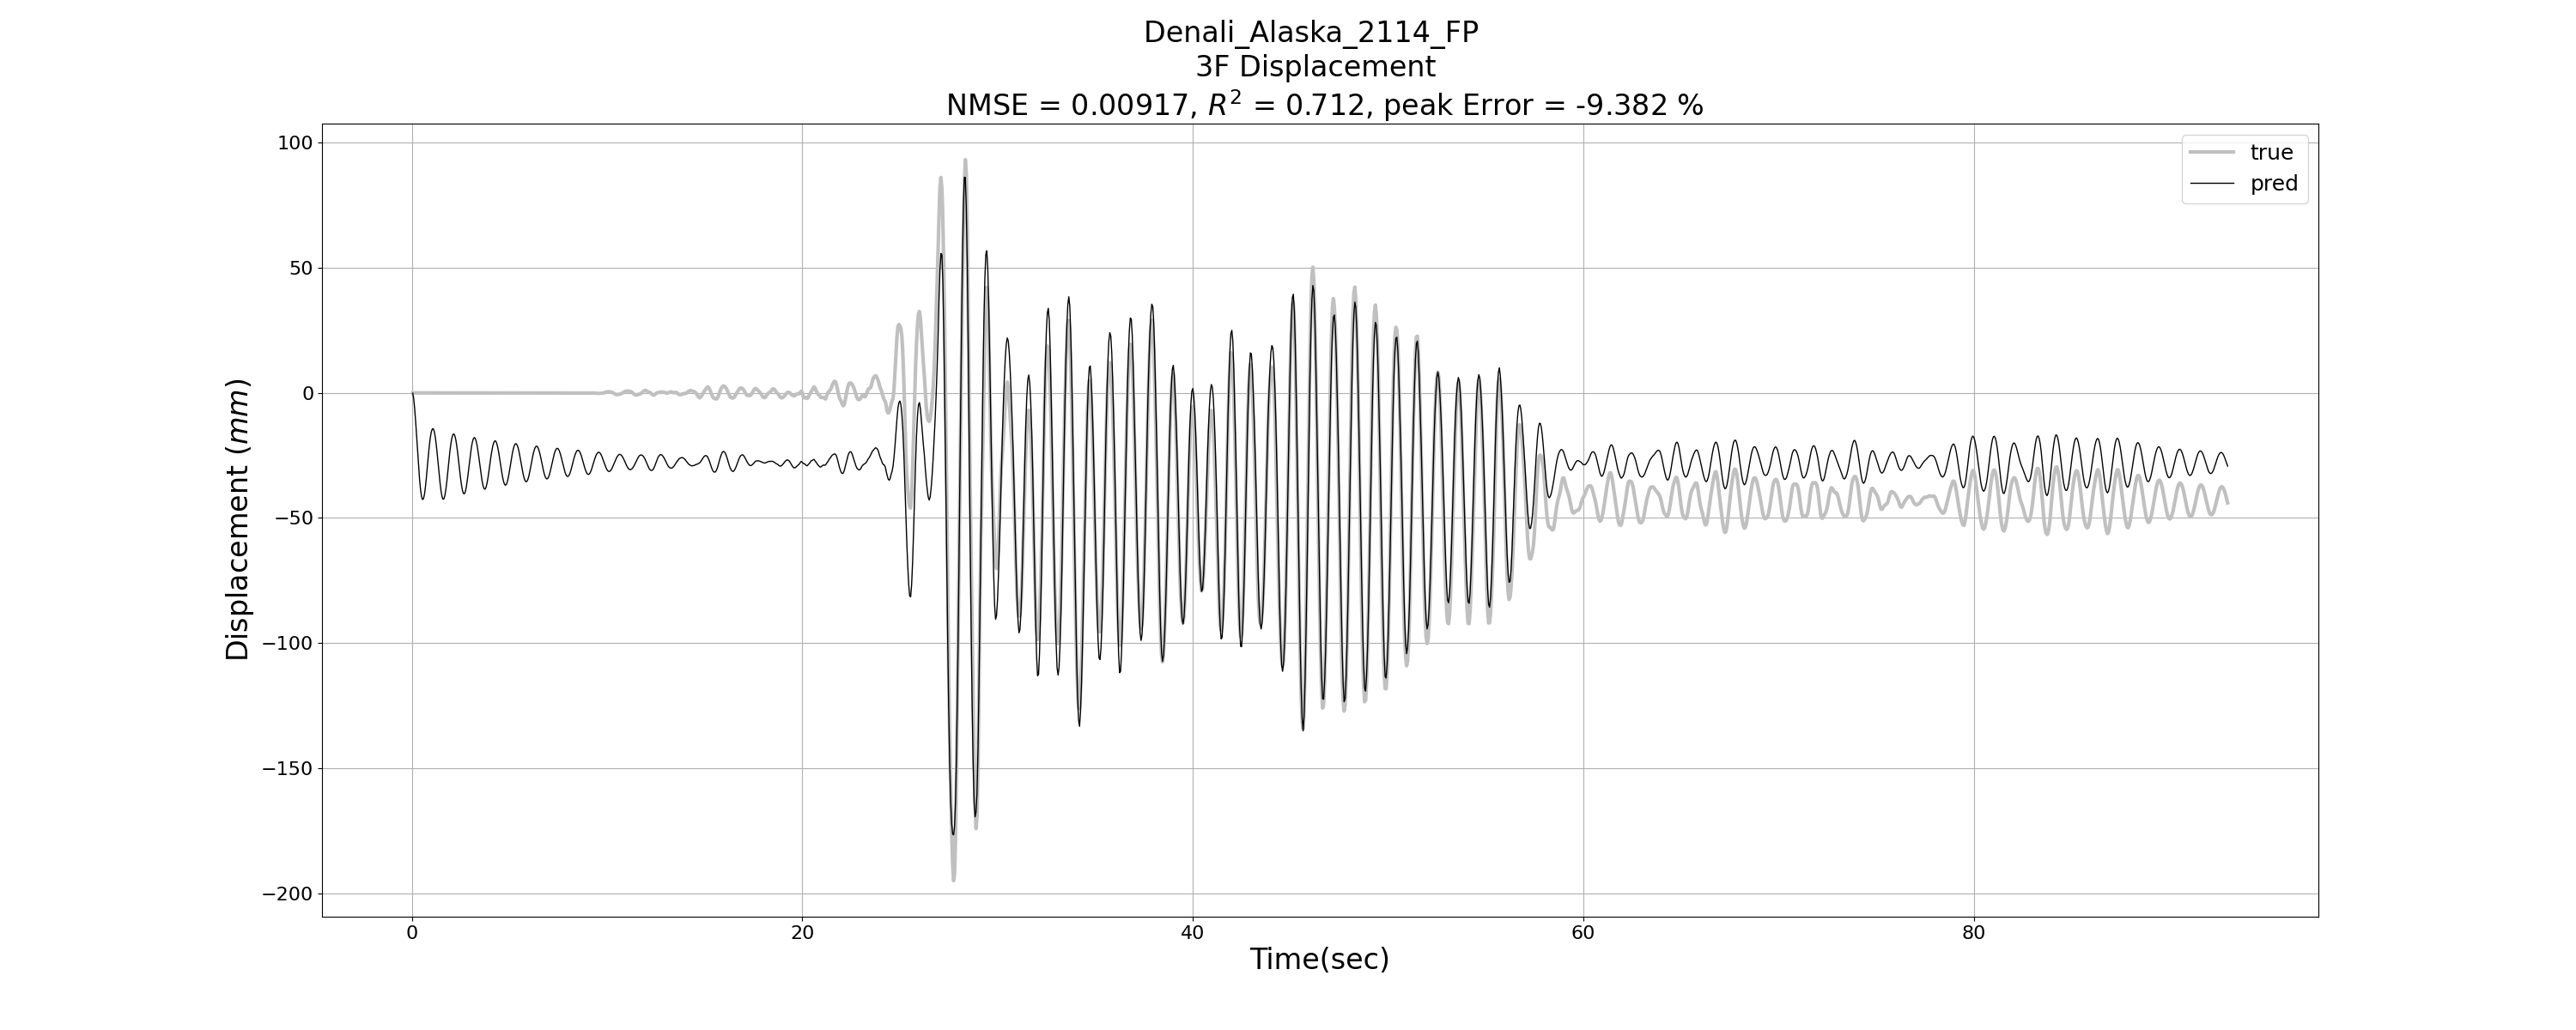 Denali_Alaska_2114_FP
3F Displacement
NMSE = 0.00917, R² = 0.712, peak Error = -9.382 %
true
pred
Displacement (mm)
100
50
0
−50
−100
−150
−200
0 20 40 60 80
Time(sec)